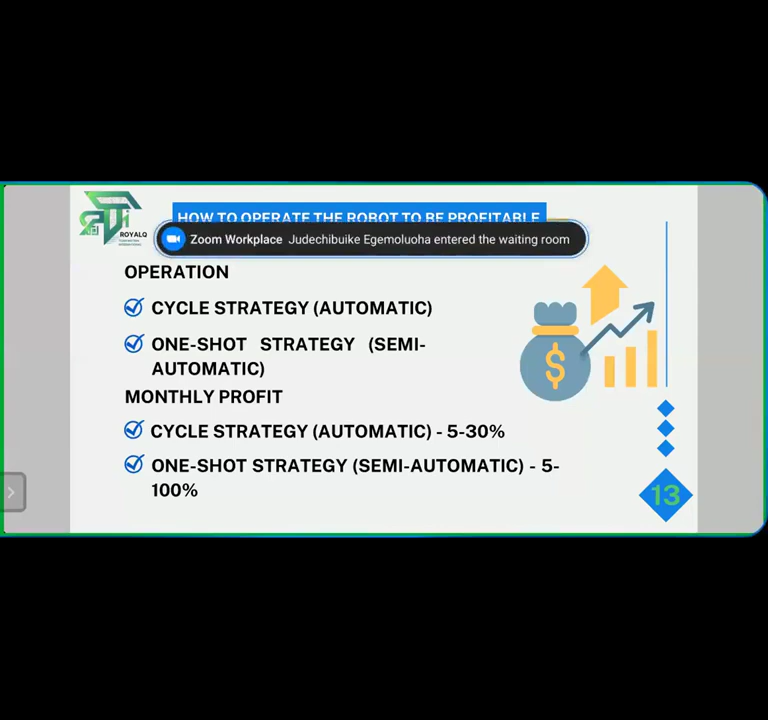 HOW TO OPERATE THE ROBOT TO BE PROFITABLE
ROYALQ
Zoom Workplace Judechibuike Egemoluoha entered the waiting room
OPERATION
CYCLE STRATEGY (AUTOMATIC)
ONE-SHOT STRATEGY (SEMI-
AUTOMATIC)
MONTHLY PROFIT
CYCLE STRATEGY (AUTOMATIC) - 5-30%
ONE-SHOT STRATEGY (SEMI-AUTOMATIC) - 5-
100%
$
13